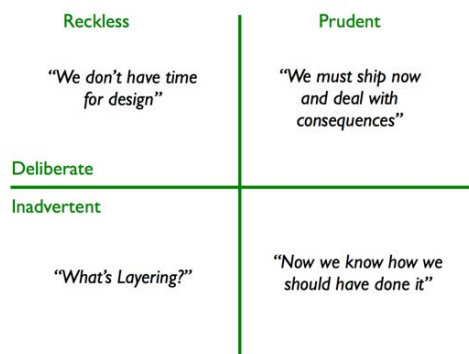 Reckless
Prudent
“We don’t have time
for design”
“We must ship now
and deal with
consequences”
Deliberate
Inadvertent
“What’s Layering?”
“Now we know how we
should have done it”